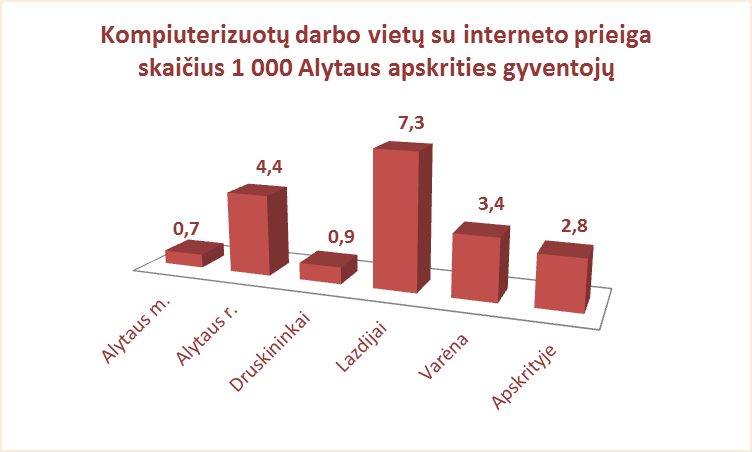 Kompiuterizuotų darbo vietų su interneto prieiga
skaičius 1 000 Alytaus apskrities gyventojų
0,7
4,4
0,9
7,3
3,4
2,8
Alytaus m.
Alytaus r.
Druskininkai
Lazdijai
Varėna
Apskrityje